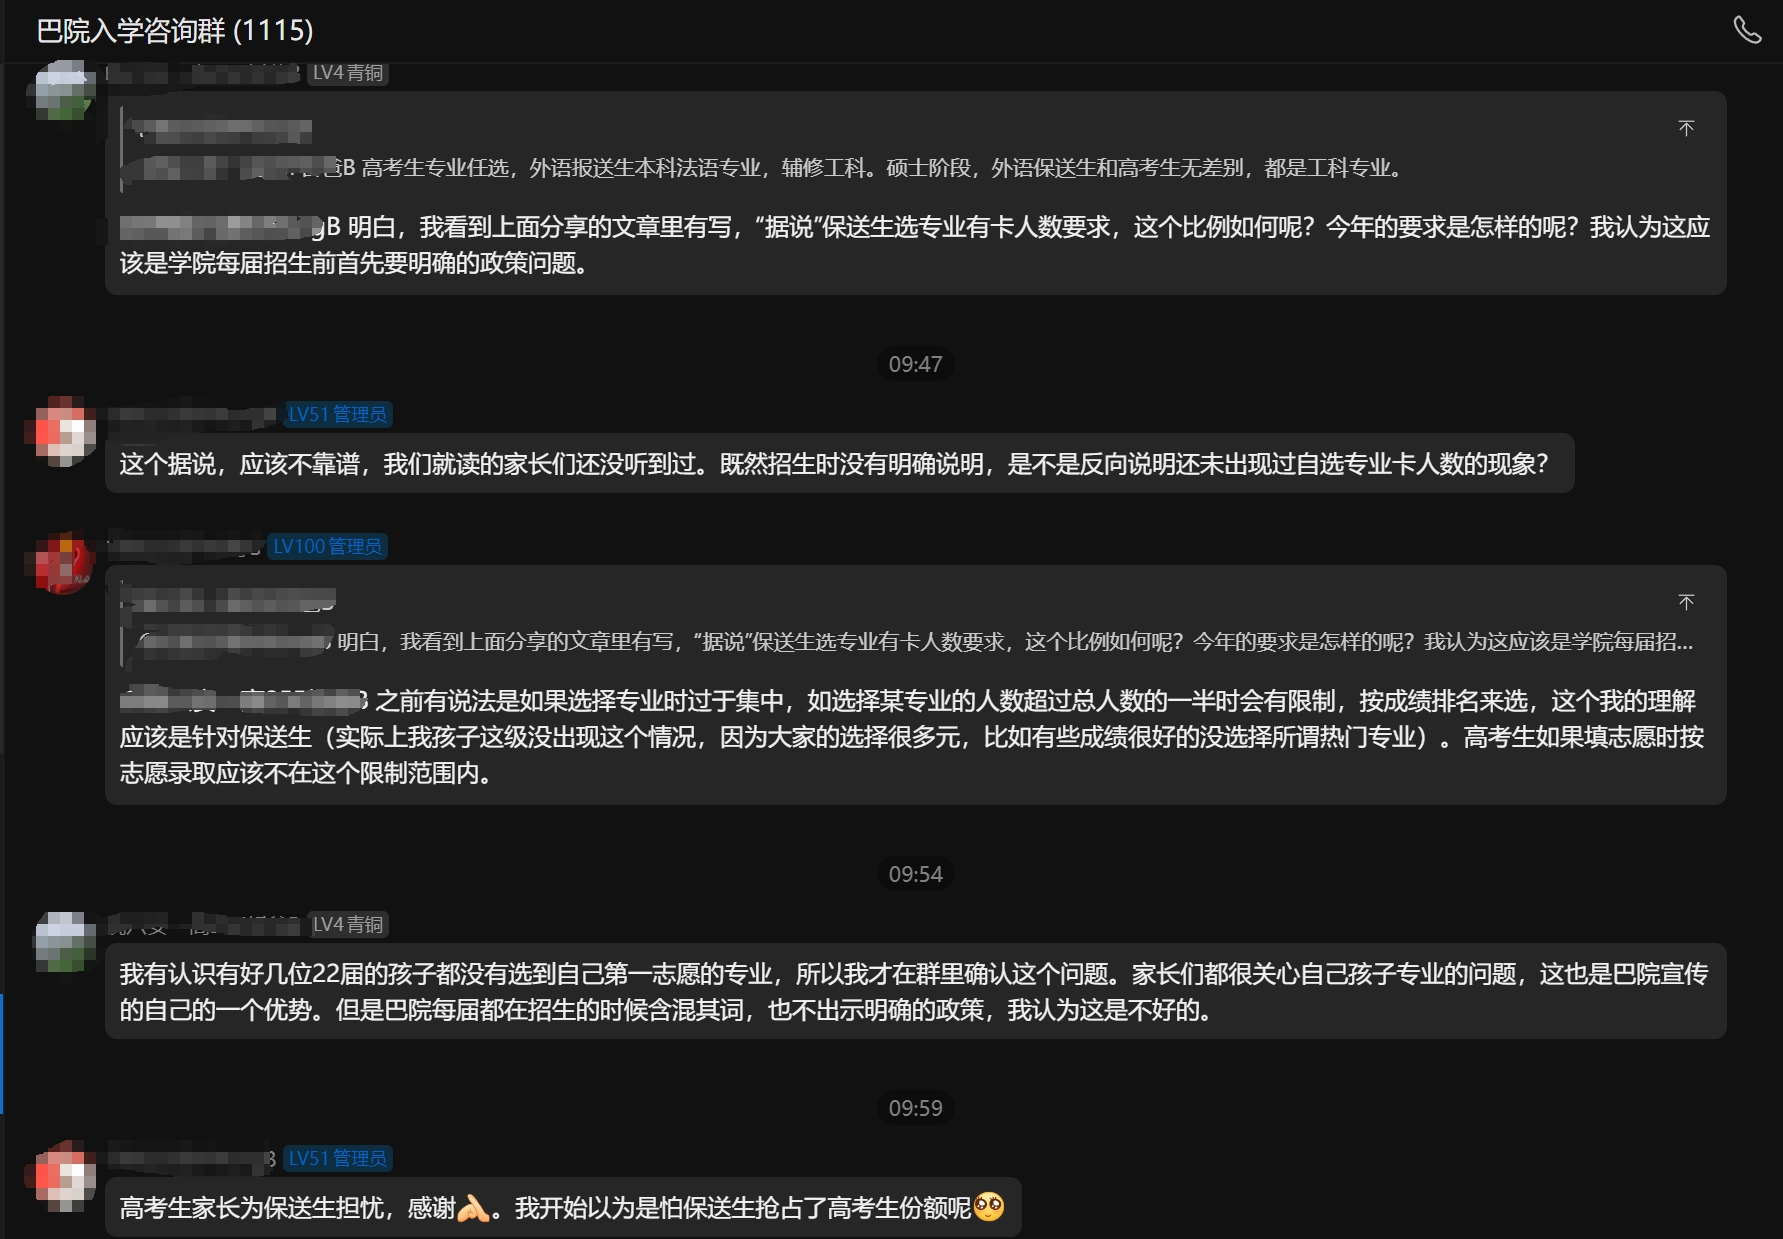 巴院入学咨询群 (1115)
LV4青铜
B 高考生专业任选，外语报送生本科法语专业，辅修工科。硕士阶段，外语保送生和高考生无差别，都是工科专业。
gB 明白，我看到上面分享的文章里有写，“据说”保送生选专业有卡人数要求，这个比例如何呢？今年的要求是怎样的呢？我认为这应
该是学院每届招生前首先要明确的政策问题。
09:47
LV51管理员
这个据说，应该不靠谱，我们就读的家长们还没听到过。既然招生时没有明确说明，是不是反向说明还未出现过自选专业卡人数的现象？
LV100管理员
明白，我看到上面分享的文章里有写，“据说”保送生选专业有卡人数要求，这个比例如何呢？今年的要求是怎样的呢？我认为这应该是学院每届招...
B 之前有说法是如果选择专业时过于集中，如选择某专业的人数超过总人数的一半时会有限制，按成绩排名来选，这个我的理解
应该是针对保送生（实际上我孩子这级没出现这个情况，因为大家的选择很多元，比如有些成绩很好的没选择所谓热门专业）。高考生如果填志愿时按
志愿录取应该不在这个限制范围内。
09:54
LV4青铜
我有认识有好几位22届的孩子都没有选到自己第一志愿的专业，所以我才在群里确认这个问题。家长们都很关心自己孩子专业的问题，这也是巴院宣传
的自己的一个优势。但是巴院每届都在招生的时候含混其词，也不出示明确的政策，我认为这是不好的。
09:59
LV51管理员
高考生家长为保送生担忧，感谢🙏。我开始以为是怕保送生抢占了高考生份额呢🥺